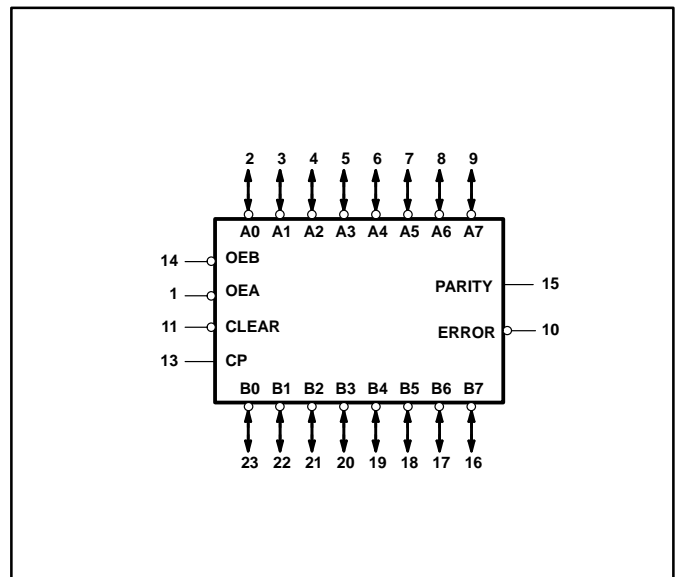 2 3 4 5 6 7 8 9
A0 A1 A2 A3 A4 A5 A6 A7
14 OEB
PARITY 15
1 OEA
11 CLEAR
ERROR 10
13 CP
B0 B1 B2 B3 B4 B5 B6 B7
23 22 21 20 19 18 17 16